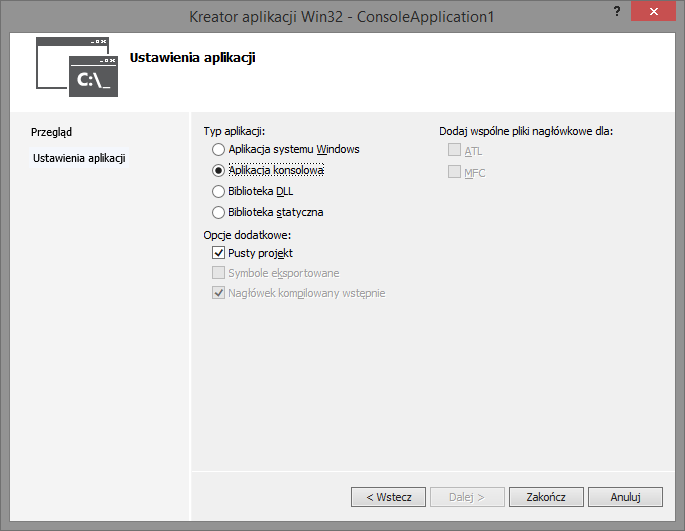 Kreator aplikacji Win32 - ConsoleApplication1
?
C:\_
Ustawienia aplikacji
Przegląd
Ustawienia aplikacji
Typ aplikacji:
Aplikacja systemu Windows
Aplikacja konsolowa
Biblioteka DLL
Biblioteka statyczna
Opcje dodatkowe:
Pusty projekt
Symbole eksportowane
Nagłówek kompilowany wstępnie
Dodaj wspólne pliki nagłówkowe dla:
ATL
MFC
< Wstecz
Dalej >
Zakończ
Anuluj